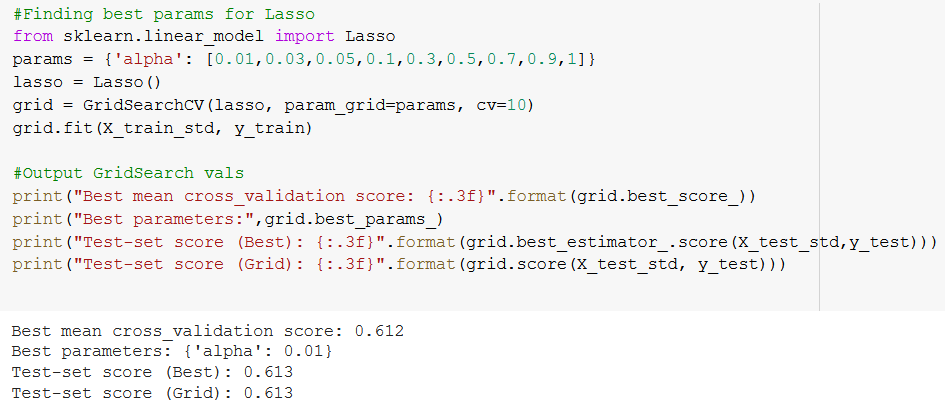 #Finding best params for Lasso
from sklearn.linear_model import Lasso
params = {'alpha': [0.01,0.03,0.05,0.1,0.3,0.5,0.7,0.9,1]}
lasso = Lasso()
grid = GridSearchCV(lasso, param_grid=params, cv=10)
grid.fit(X_train_std, y_train)
#Output GridSearch vals
print("Best mean cross_validation score: {:.3f}".format(grid.best_score_))
print("Best parameters:",grid.best_params_)
print("Test-set score (Best): {:.3f}".format(grid.best_estimator_.score(X_test_std,y_test)))
print("Test-set score (Grid): {:.3f}".format(grid.score(X_test_std, y_test)))
Best mean cross_validation score: 0.612
Best parameters: {'alpha': 0.01}
Test-set score (Best): 0.613
Test-set score (Grid): 0.613